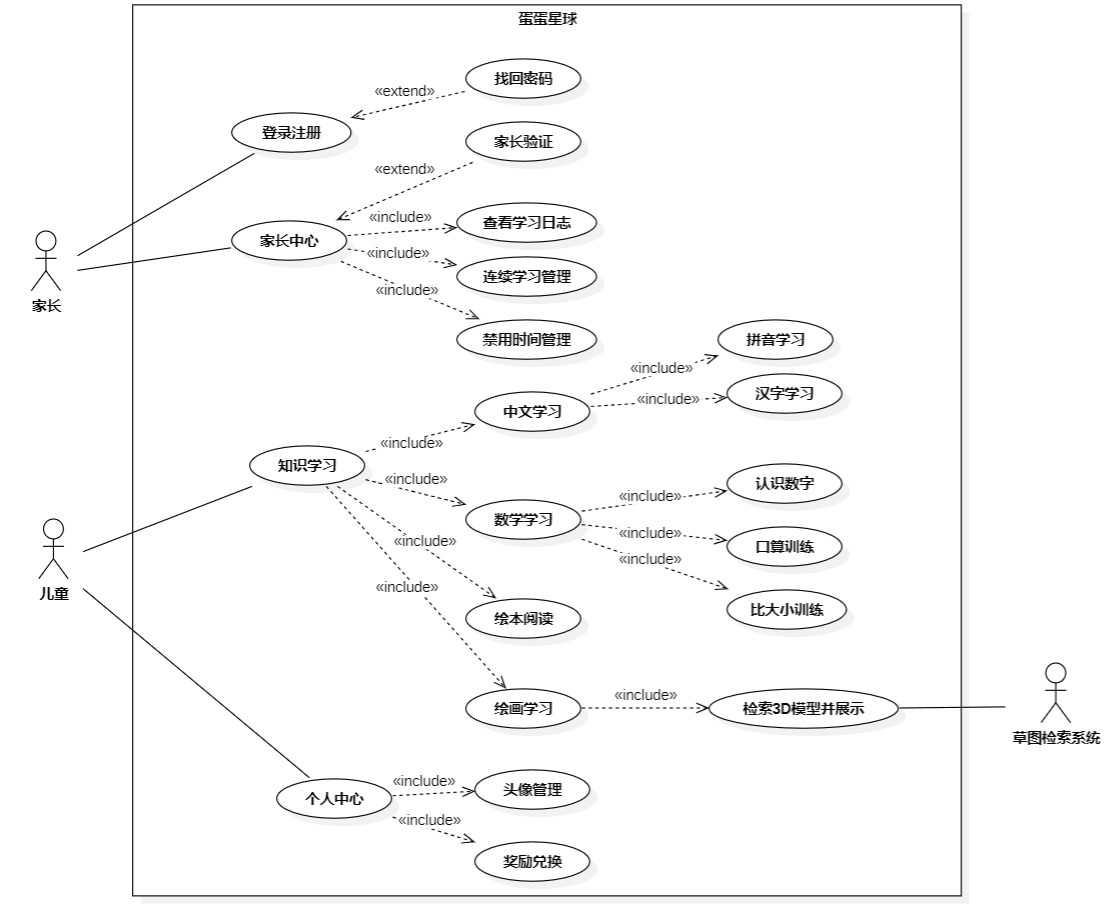 蛋蛋星球
找回密码
«extend»
登录注册
家长验证
«extend»
«include»
查看学习日志
家长中心
«include»
连续学习管理
«include»
家长
禁用时间管理
拼音学习
«include»
汉字学习
«include»
中文学习
«include»
知识学习
«include»
认识数字
«include»
数学学习
«include»
口算训练
«include»
«include»
儿童
«include»
比大小训练
绘本阅读
«include»
绘画学习
检索3D模型并展示
草图检索系统
«include»
头像管理
个人中心
«include»
奖励兑换